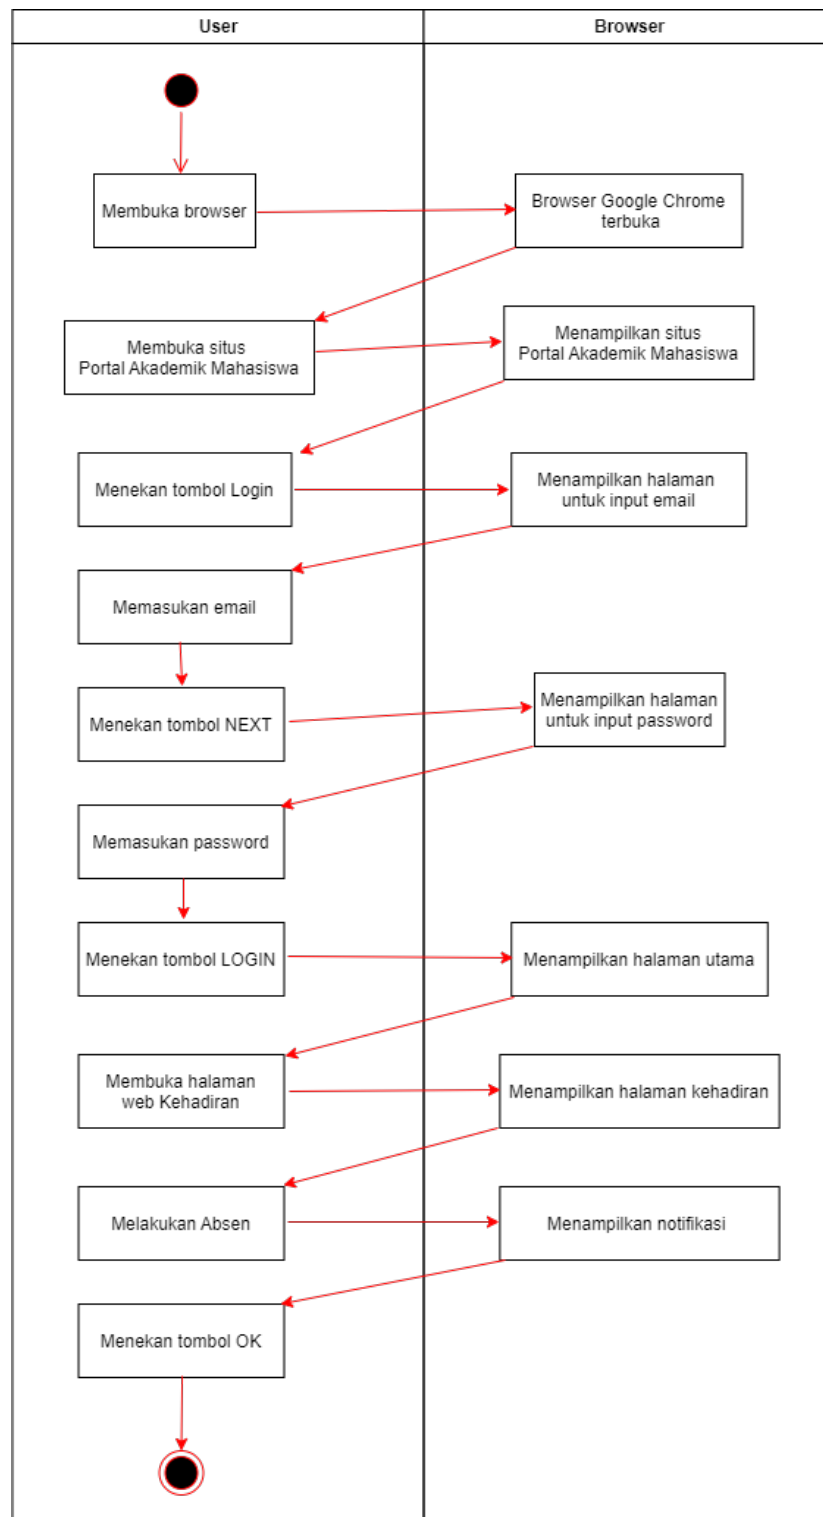 User
Browser
Membuka browser
Browser Google Chrome
terbuka
Membuka situs
Portal Akademik Mahasiswa
Menampilkan situs
Portal Akademik Mahasiswa
Menekan tombol Login
Menampilkan halaman
untuk input email
Memasukan email
Menekan tombol NEXT
Menampilkan halaman
untuk input password
Memasukan password
Menekan tombol LOGIN
Menampilkan halaman utama
Membuka halaman
web Kehadiran
Menampilkan halaman kehadiran
Melakukan Absen
Menampilkan notifikasi
Menekan tombol OK